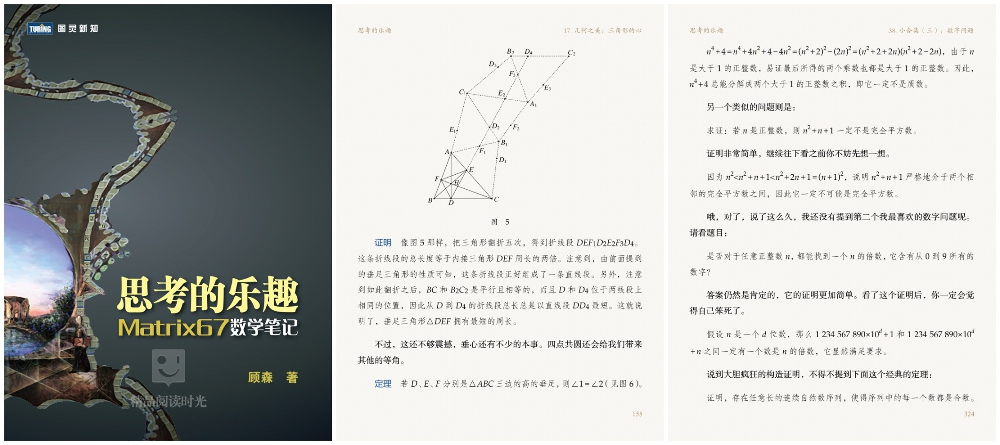 TURING 图灵新知
思考的乐趣
Matrix67数学笔记
顾森 著
精品阅读时光
思考的乐趣 17. 几何之美：三角形的心
B2 D4 C2
D3
F3
E3
C1 E2
A1
E1 D2 F2
B1
A F1
D1
E
F H
B D C
图 5
证明 像图 5 那样，把三角形翻折五次，得到折线段 DEF1D2E2F3D4。
这条折线段的总长度等于内接三角形 DEF 周长的两倍。注意到，由前面提到
的垂足三角形的性质可知，这条折线段正好组成了一条直线段。另外，注意
到如此翻折之后，BC 和 B2C2 是平行且相等的，而且 D 和 D4 位于两线段上
相同的位置，因此从 D 到 D4 的折线段总长总是以直线段 DD4 最短。这就说
明了，垂足三角形△DEF 拥有最短的周长。
不过，这还不够震撼，垂心还有不少的本事。四点共圆还会给我们带来
其他的等角。
定理 若 D、E、F 分别是△ABC 三边的高的垂足，则∠1=∠2（见图 6）。
155
思考的乐趣 38. 小合集（三）：数字问题
n⁴+4=n⁴+4n²+4−4n²=(n²+2)²−(2n)²=(n²+2+2n)(n²+2−2n)，由于 n
是大于 1 的正整数，易证最后所得的两个乘数也都是大于 1 的正整数。因此，
n⁴+4 总能分解成两个大于 1 的正整数之积，即它一定不是质数。
另一个类似的问题则是：
求证：若 n 是正整数，则 n²+n+1 一定不是完全平方数。
证明非常简单，继续往下看之前你不妨先想一想。
因为 n²<n²+n+1<n²+2n+1=(n+1)²，说明 n²+n+1 严格地介于两个相
邻的完全平方数之间，因此它一定不可能是完全平方数。
哦，对了，说了这么久，我还没有提到第二个我最喜欢的数字问题呢。
请看题目：
是否对于任意正整数 n，都能找到一个 n 的倍数，它含有从 0 到 9 所有的
数字？
答案仍然是肯定的，它的证明更加简单。看了这个证明后，你一定会觉
得自己笨死了。
假设 n 是一个 d 位数，那么 1 234 567 890×10ᵈ+1 和 1 234 567 890×10ᵈ
+n 之间一定有一个数是 n 的倍数，它显然满足要求。
说到大胆疯狂的构造证明，不得不提到下面这个经典的定理：
证明，存在任意长的连续自然数序列，使得序列中的每一个数都是合数。
324